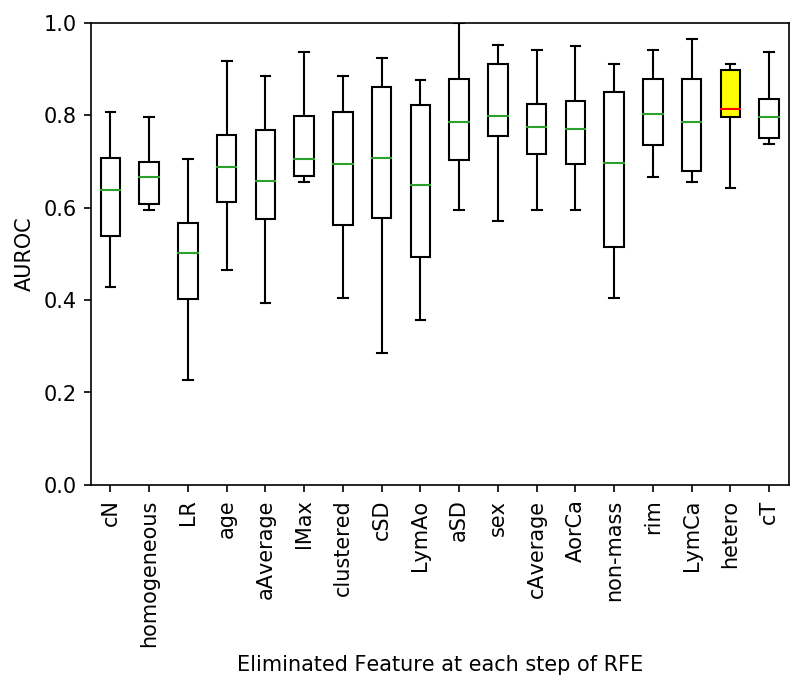 1.0
0.8
0.6
0.4
0.2
0.0
AUROC
cN
homogeneous
LR
age
aAverage
lMax
clustered
cSD
LymAo
aSD
sex
cAverage
AorCa
non-mass
rim
LymCa
hetero
cT
Eliminated Feature at each step of RFE